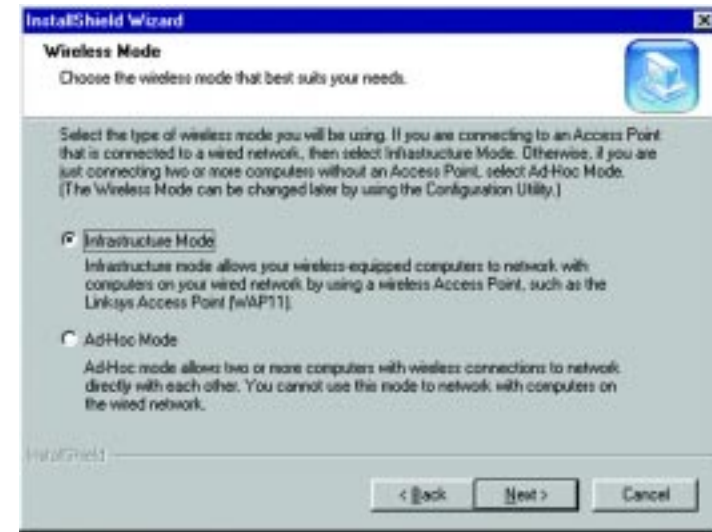 InstallShield Wizard
Wireless Mode
Choose the wireless mode that best suits your needs.
Select the type of wireless mode you will be using. If you are connecting to an Access Point
that is connected to a wired network, then select Infrastructure Mode. Otherwise, if you are
just connecting two or more computers without an Access Point, select Ad-Hoc Mode.
(The Wireless Mode can be changed later by using the Configuration Utility.)
Infrastructure Mode
Infrastructure mode allows your wireless-equipped computers to network with
computers on your wired network by using a wireless Access Point, such as the
Linksys Access Point (WAP11).
Ad-Hoc Mode
Ad-Hoc mode allows two or more computers with wireless connections to network
directly with each other. You cannot use this mode to network with computers on
the wired network.
InstallShield
< Back Next > Cancel